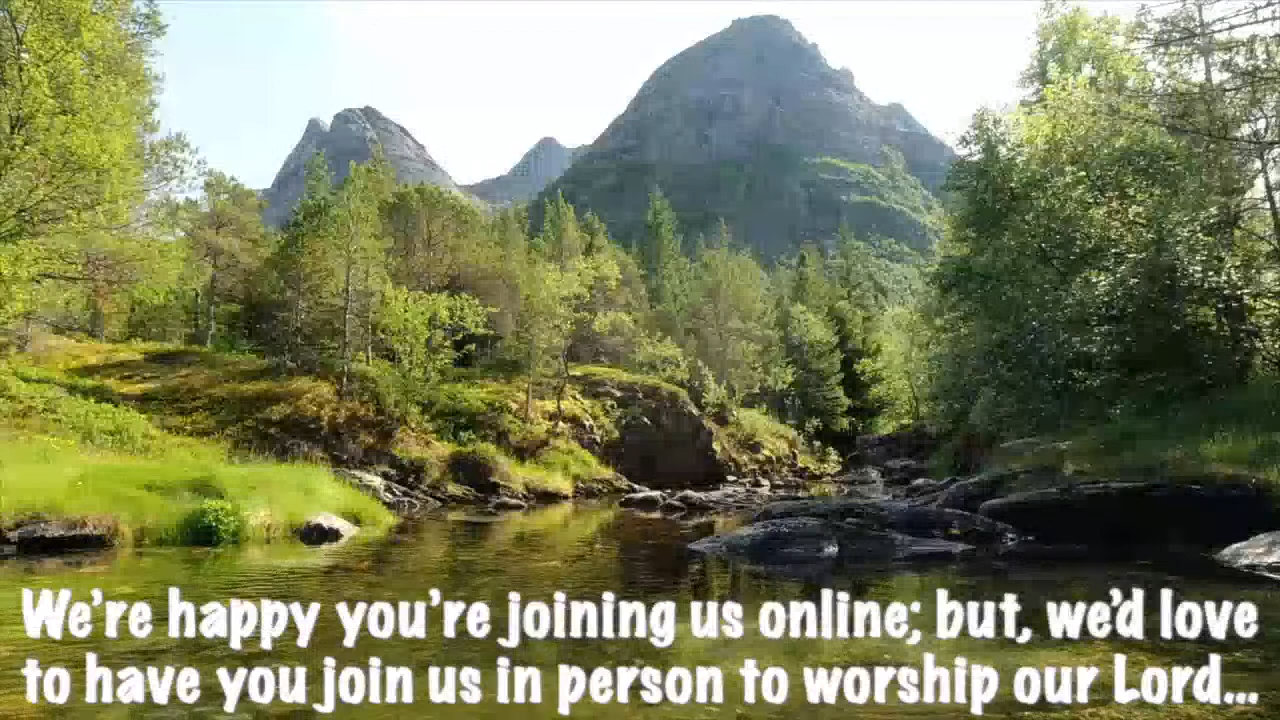 We’re happy you’re joining us online; but, we’d love
to have you join us in person to worship our Lord...